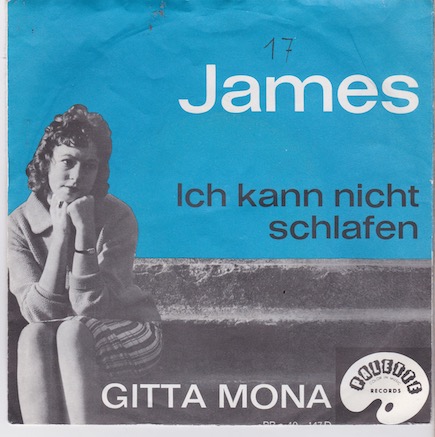 17
James
Ich kann nicht
schlafen
GITTA MONA
PALETTE
RECORDS